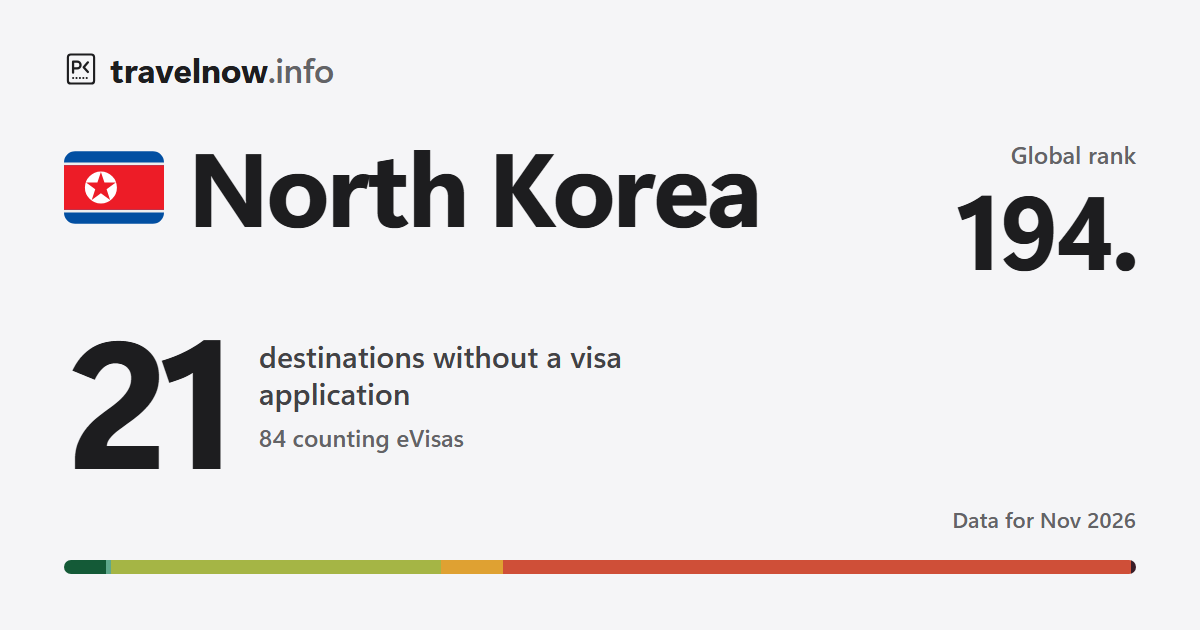 travelnow.info
North Korea
Global rank
194.
21
destinations without a visa
application
84 counting eVisas
Data for Nov 2026